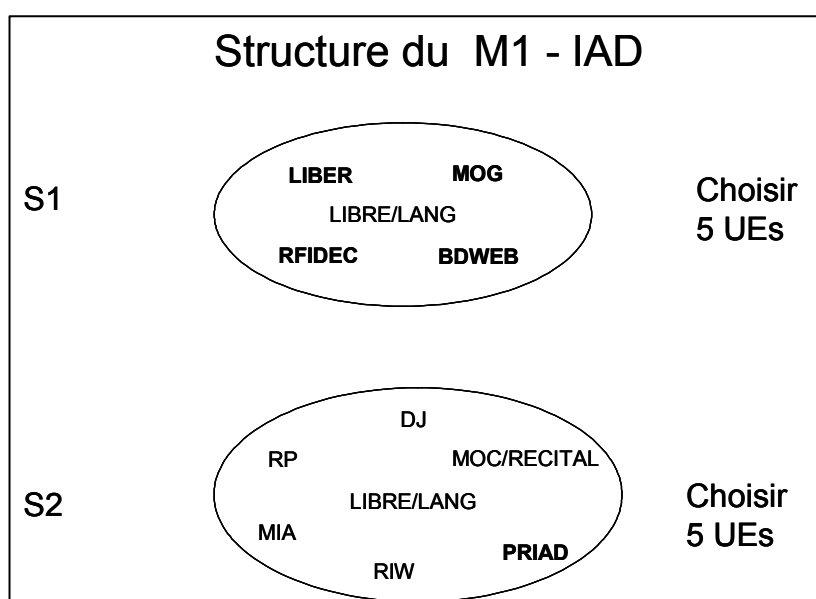 Structure du M1 - IAD
S1
LIBER MOG
LIBRE/LANG
RFIDEC BDWEB
Choisir
5 UEs
S2
DJ
RP MOC/RECITAL
LIBRE/LANG
MIA PRIAD
RIW
Choisir
5 UEs